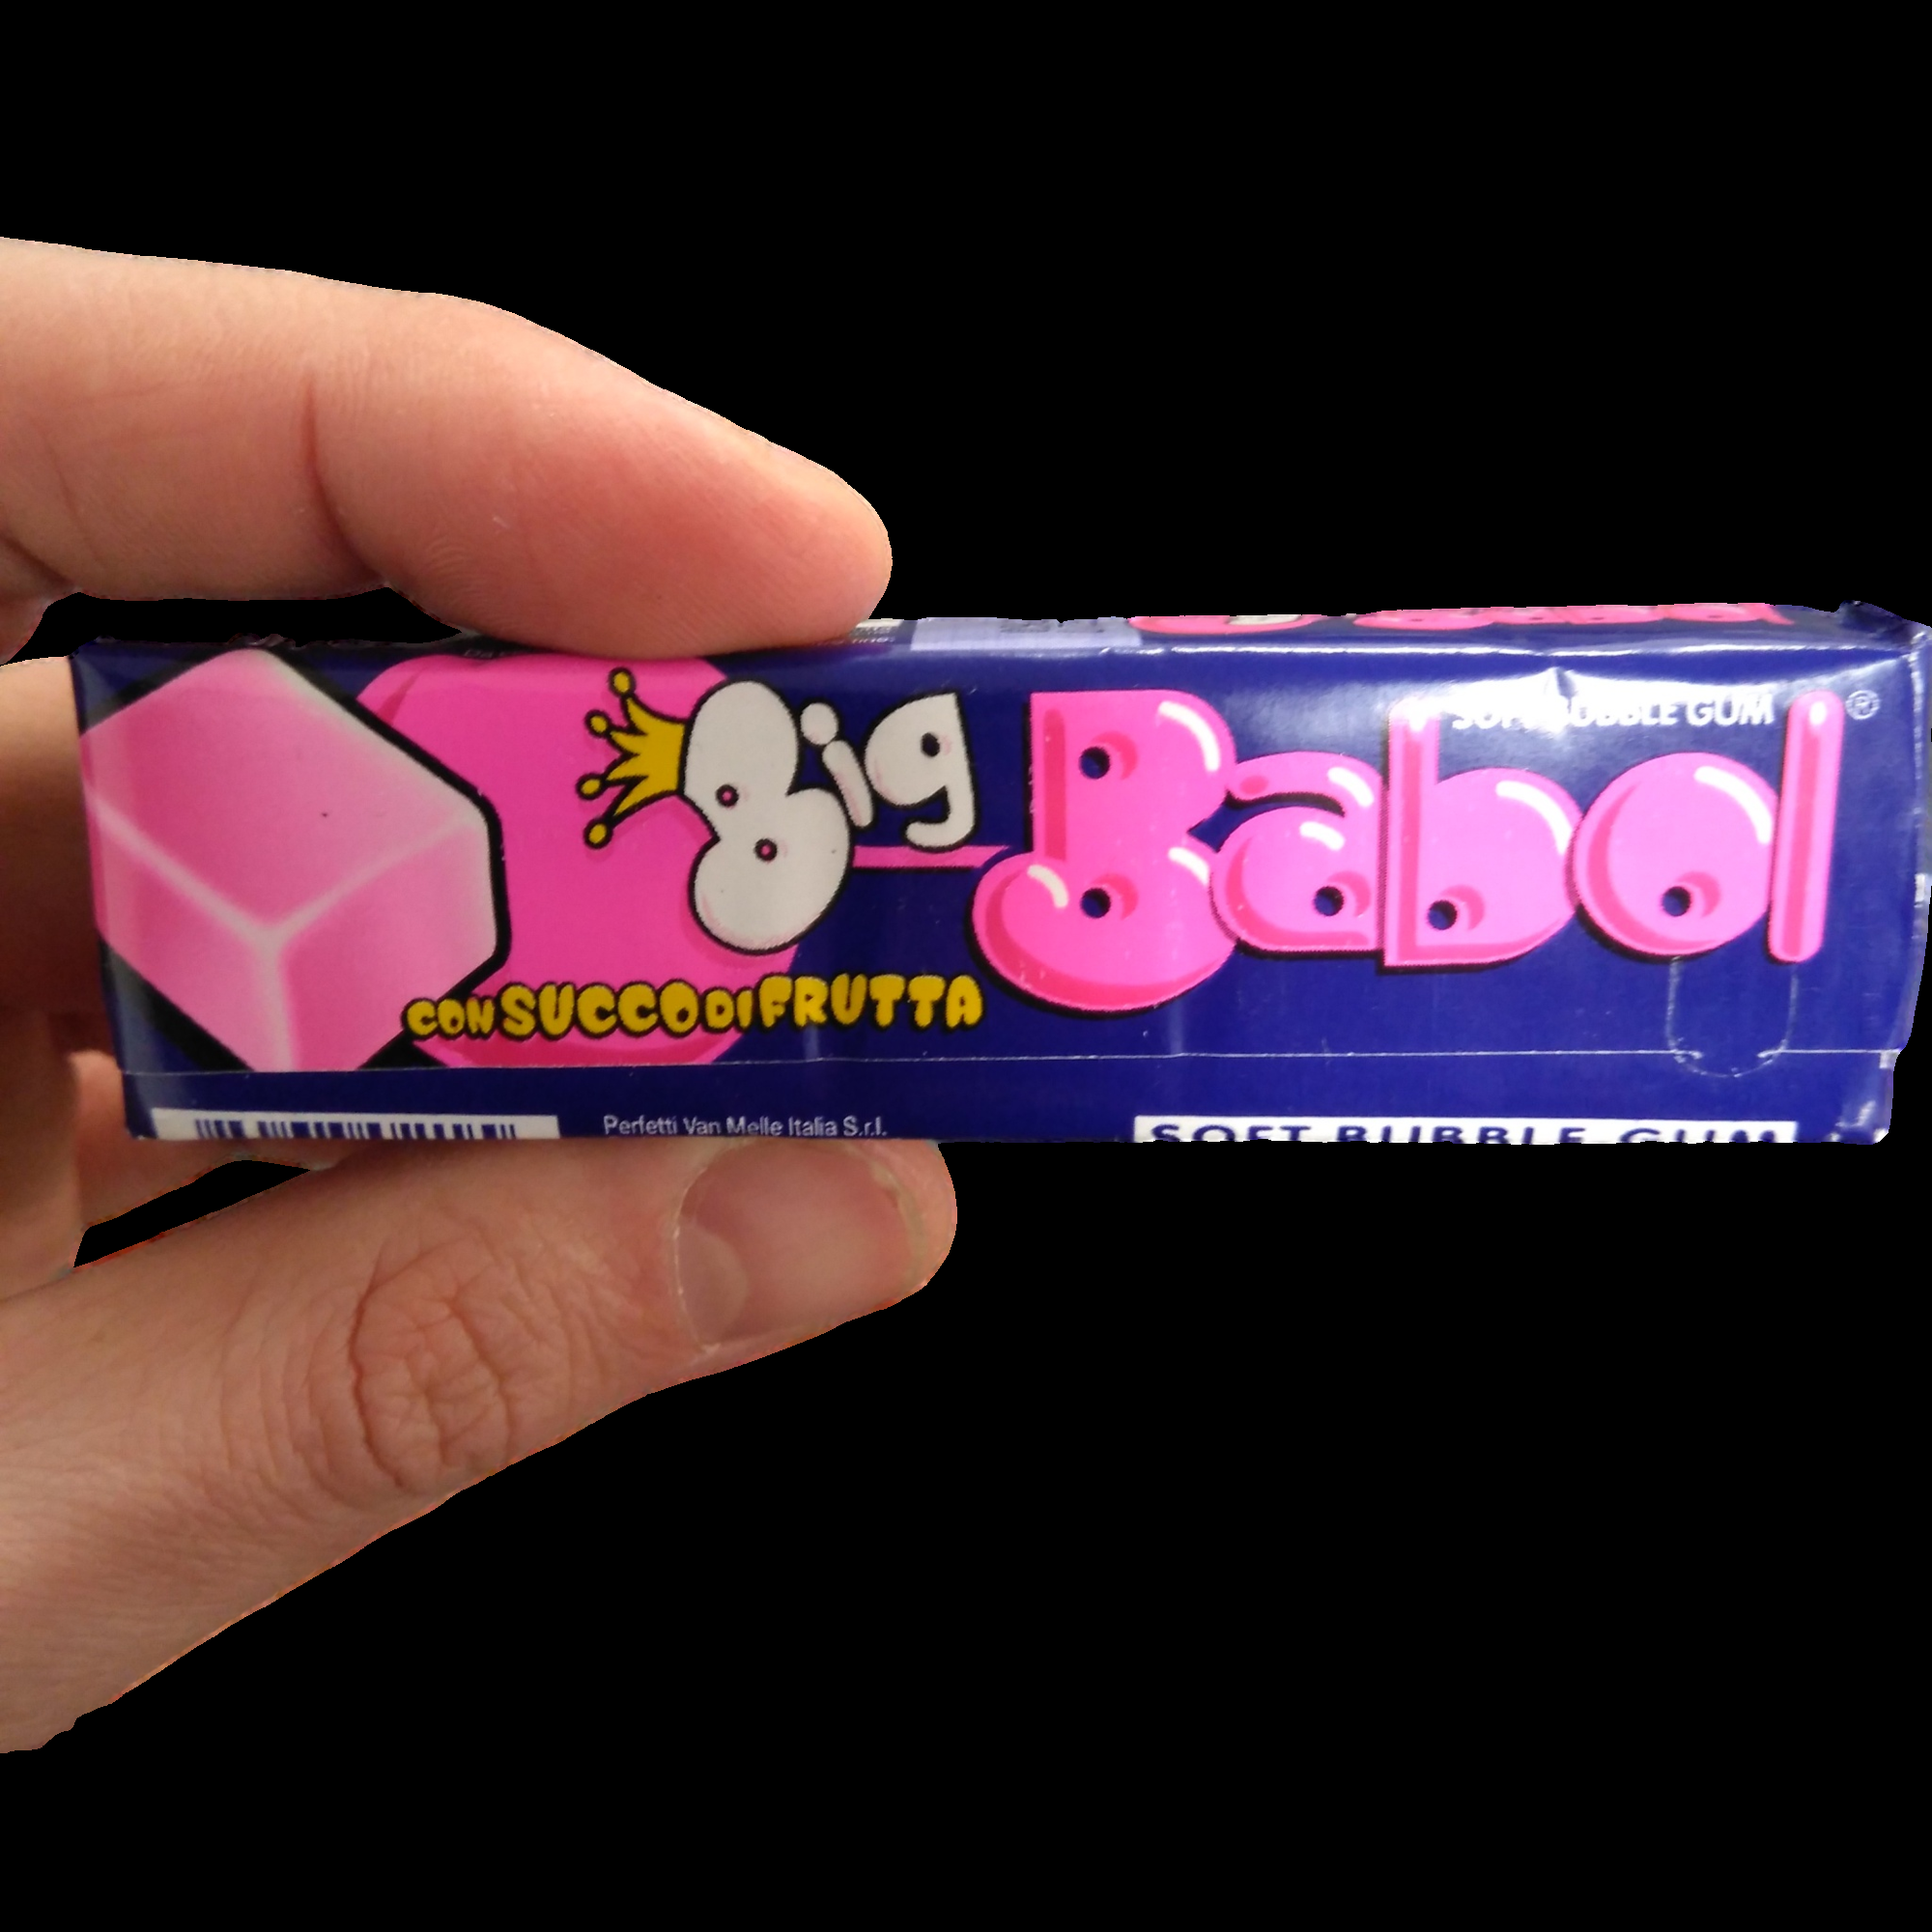 Big Babol
SOFT BUBBLE GUM ®
CON SUCCO DI FRUTTA
Perfetti Van Melle Italia S.r.l.
SOFT BUBBLE GUM